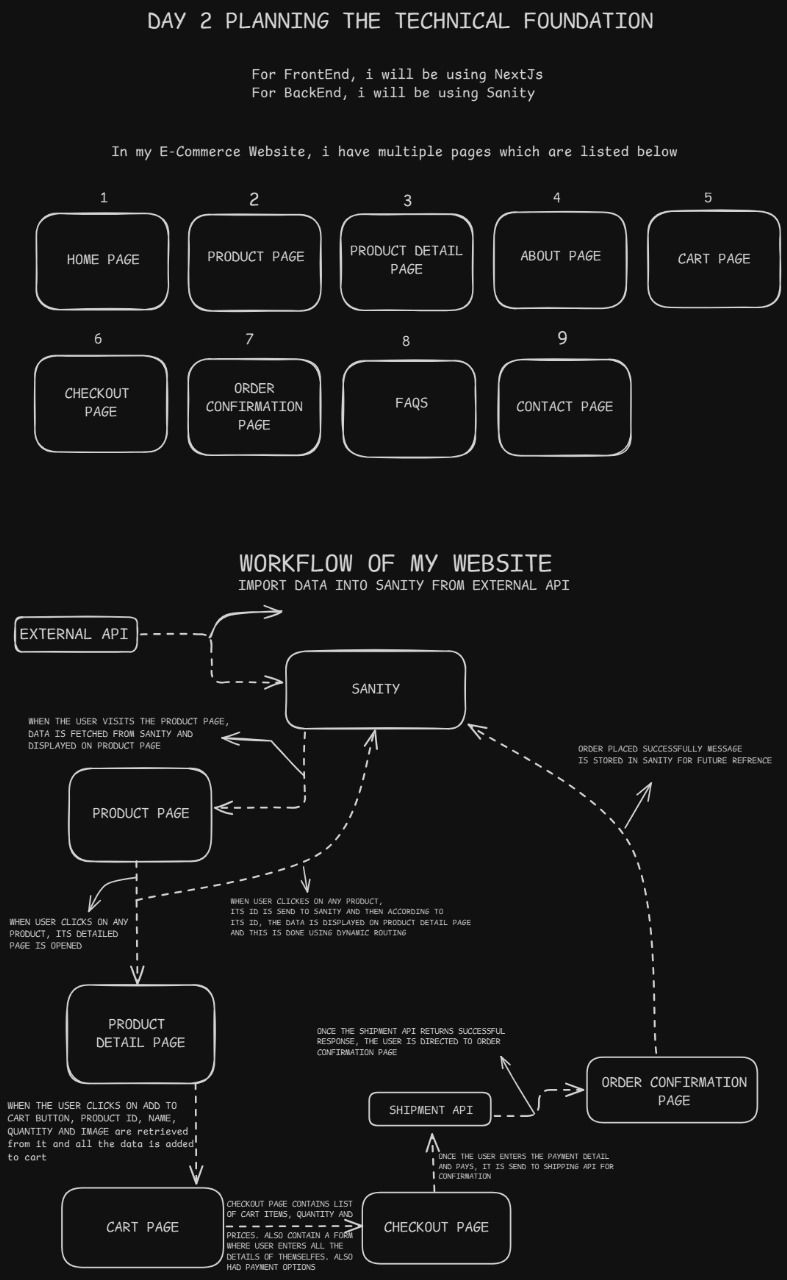 DAY 2 PLANNING THE TECHNICAL FOUNDATION
For FrontEnd, i will be using NextJs
For BackEnd, i will be using Sanity
In my E-Commerce Website, i have multiple pages which are listed below
1
2
3
4
5
HOME PAGE
PRODUCT PAGE
PRODUCT DETAIL
PAGE
ABOUT PAGE
CART PAGE
6
7
8
9
CHECKOUT
PAGE
ORDER
CONFIRMATION
PAGE
FAQS
CONTACT PAGE
WORKFLOW OF MY WEBSITE
IMPORT DATA INTO SANITY FROM EXTERNAL API
EXTERNAL API
SANITY
WHEN THE USER VISITS THE PRODUCT PAGE,
DATA IS FETCHED FROM SANITY AND
DISPLAYED ON PRODUCT PAGE
ORDER PLACED SUCCESSFULLY MESSAGE
IS STORED IN SANITY FOR FUTURE REFRENCE
PRODUCT PAGE
WHEN USER CLICKES ON ANY PRODUCT,
ITS ID IS SEND TO SANITY AND THEN ACCORDING TO
ITS ID, THE DATA IS DISPLAYED ON PRODUCT DETAIL PAGE
AND THIS IS DONE USING DYNAMIC ROUTING
WHEN USER CLICKS ON ANY
PRODUCT, ITS DETAILED
PAGE IS OPENED
PRODUCT
DETAIL PAGE
ONCE THE SHIPMENT API RETURNS SUCCESSFUL
RESPONSE, THE USER IS DIRECTED TO ORDER
CONFIRMATION PAGE
ORDER CONFIRMATION
PAGE
SHIPMENT API
WHEN THE USER CLICKS ON ADD TO
CART BUTTON, PRODUCT ID, NAME,
QUANTITY AND IMAGE are retrieved
from it and all the data is added
to cart
ONCE THE USER ENTERS THE PAYMENT DETAIL
AND PAYS, IT IS SEND TO SHIPPING API FOR
CONFIRMATION
CART PAGE
CHECKOUT PAGE CONTAINS LIST
OF CART ITEMS, QUANTITY AND
PRICES. ALSO CONTAIN A FORM
WHERE USER ENTERS ALL THE
DETAILS OF THEMSELFES. ALSO
HAD PAYMENT OPTIONS
CHECKOUT PAGE